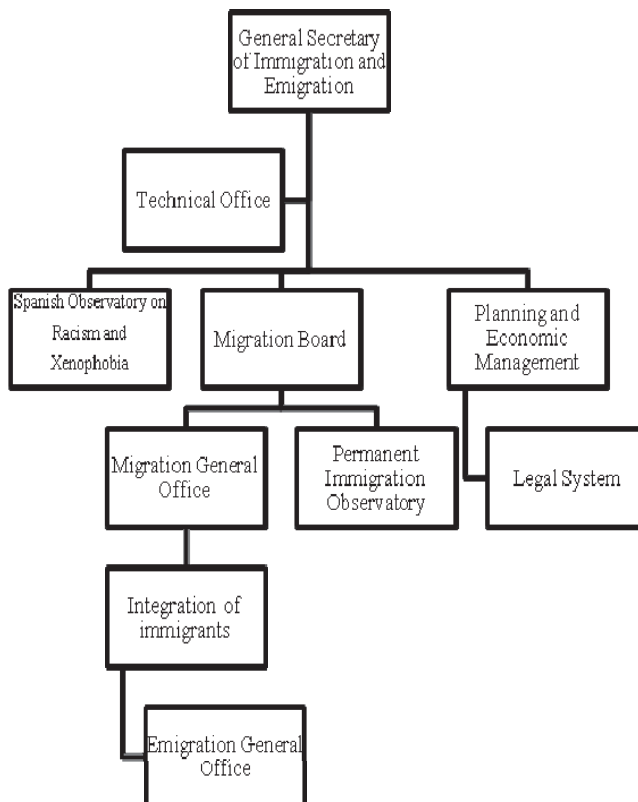 General Secretary
of Immigration and
Emigration
Technical Office
Spanish Observatory on
Racism and
Xenophobia
Migration Board
Planning and
Economic
Management
Migration General
Office
Permanent
Immigration
Observatory
Legal System
Integration of
immigrants
Emigration General
Office